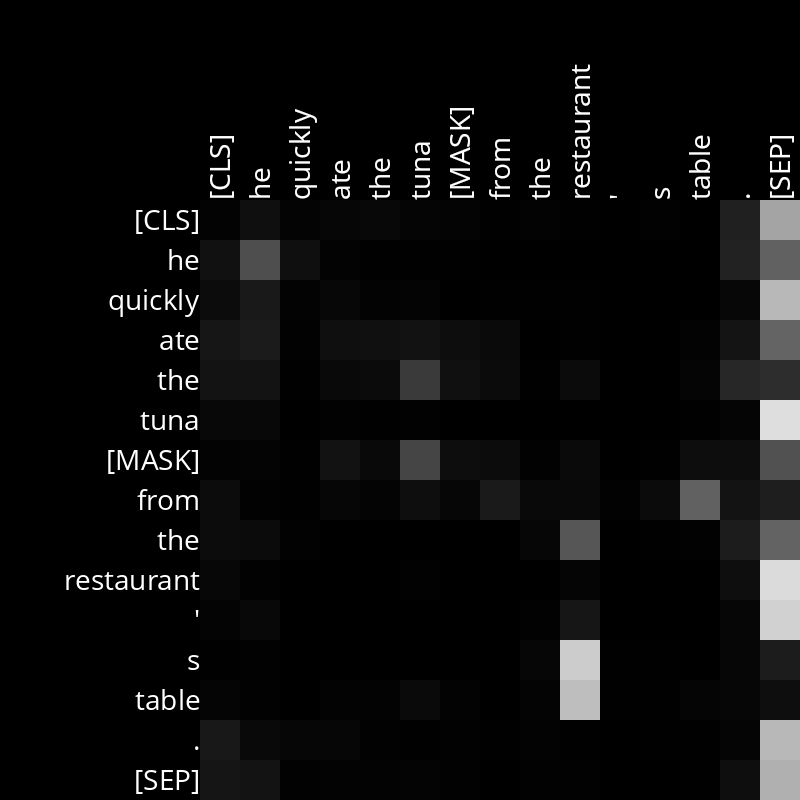 [CLS] he quickly ate the tuna [MASK] from the restaurant ' s table . [SEP]
[CLS]
he
quickly
ate
the
tuna
[MASK]
from
the
restaurant
'
s
table
.
[SEP]